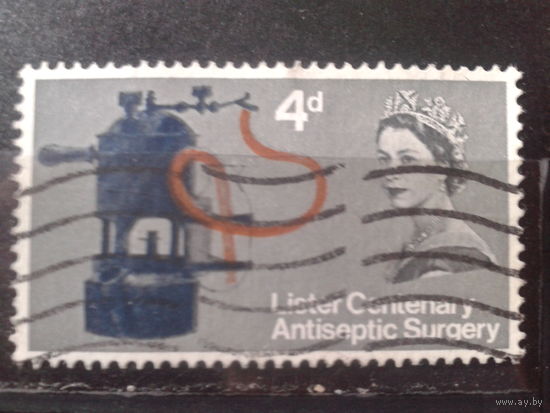 4d
Lister Centenary
Antiseptic Surgery
www.ay.by